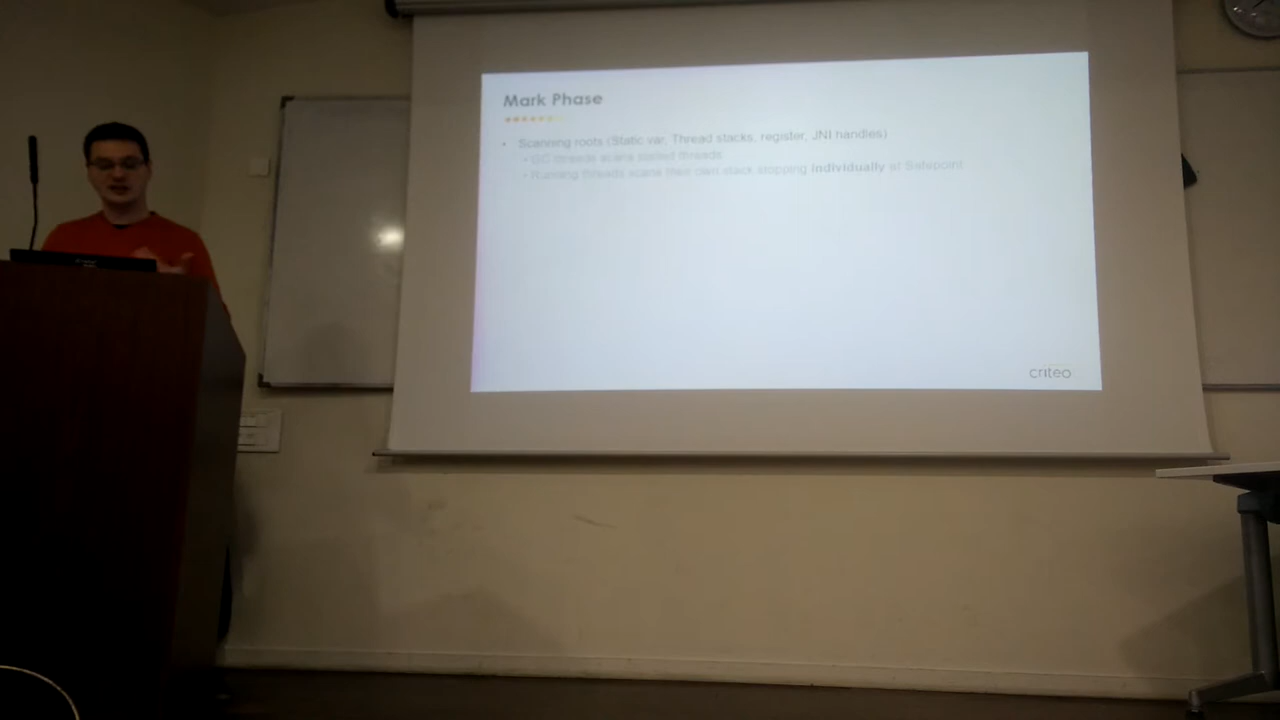 Mark Phase
• Scanning roots (Static var, Thread stacks, register, JNI handles)
• GC threads scans stalled threads
• Running threads scans their own stack stopping individually at Safepoint
criteo